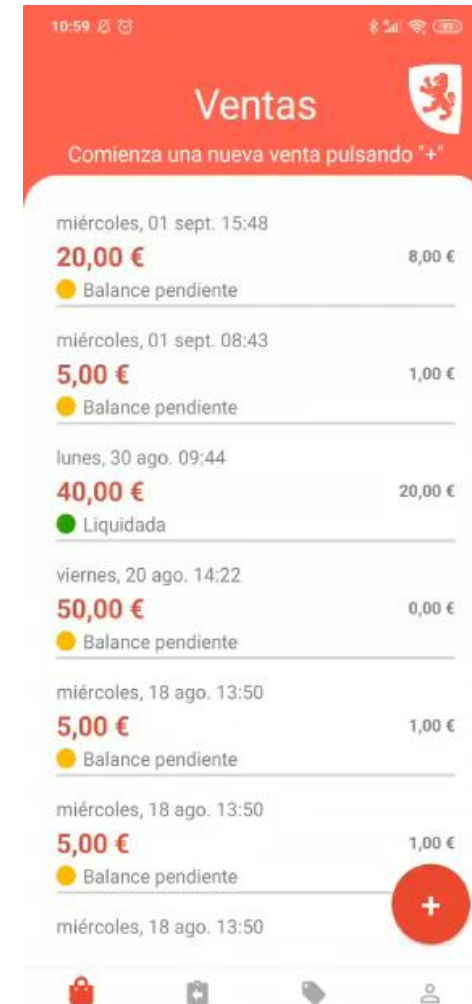 10:59
Ventas
Comienza una nueva venta pulsando "+"
miércoles, 01 sept. 15:48
20,00 € 8,00 €
Balance pendiente
miércoles, 01 sept. 08:43
5,00 € 1,00 €
Balance pendiente
lunes, 30 ago. 09:44
40,00 € 20,00 €
Liquidada
viernes, 20 ago. 14:22
50,00 € 0,00 €
Balance pendiente
miércoles, 18 ago. 13:50
5,00 € 1,00 €
Balance pendiente
miércoles, 18 ago. 13:50
5,00 € 1,00 €
Balance pendiente
+
miércoles, 18 ago. 13:50